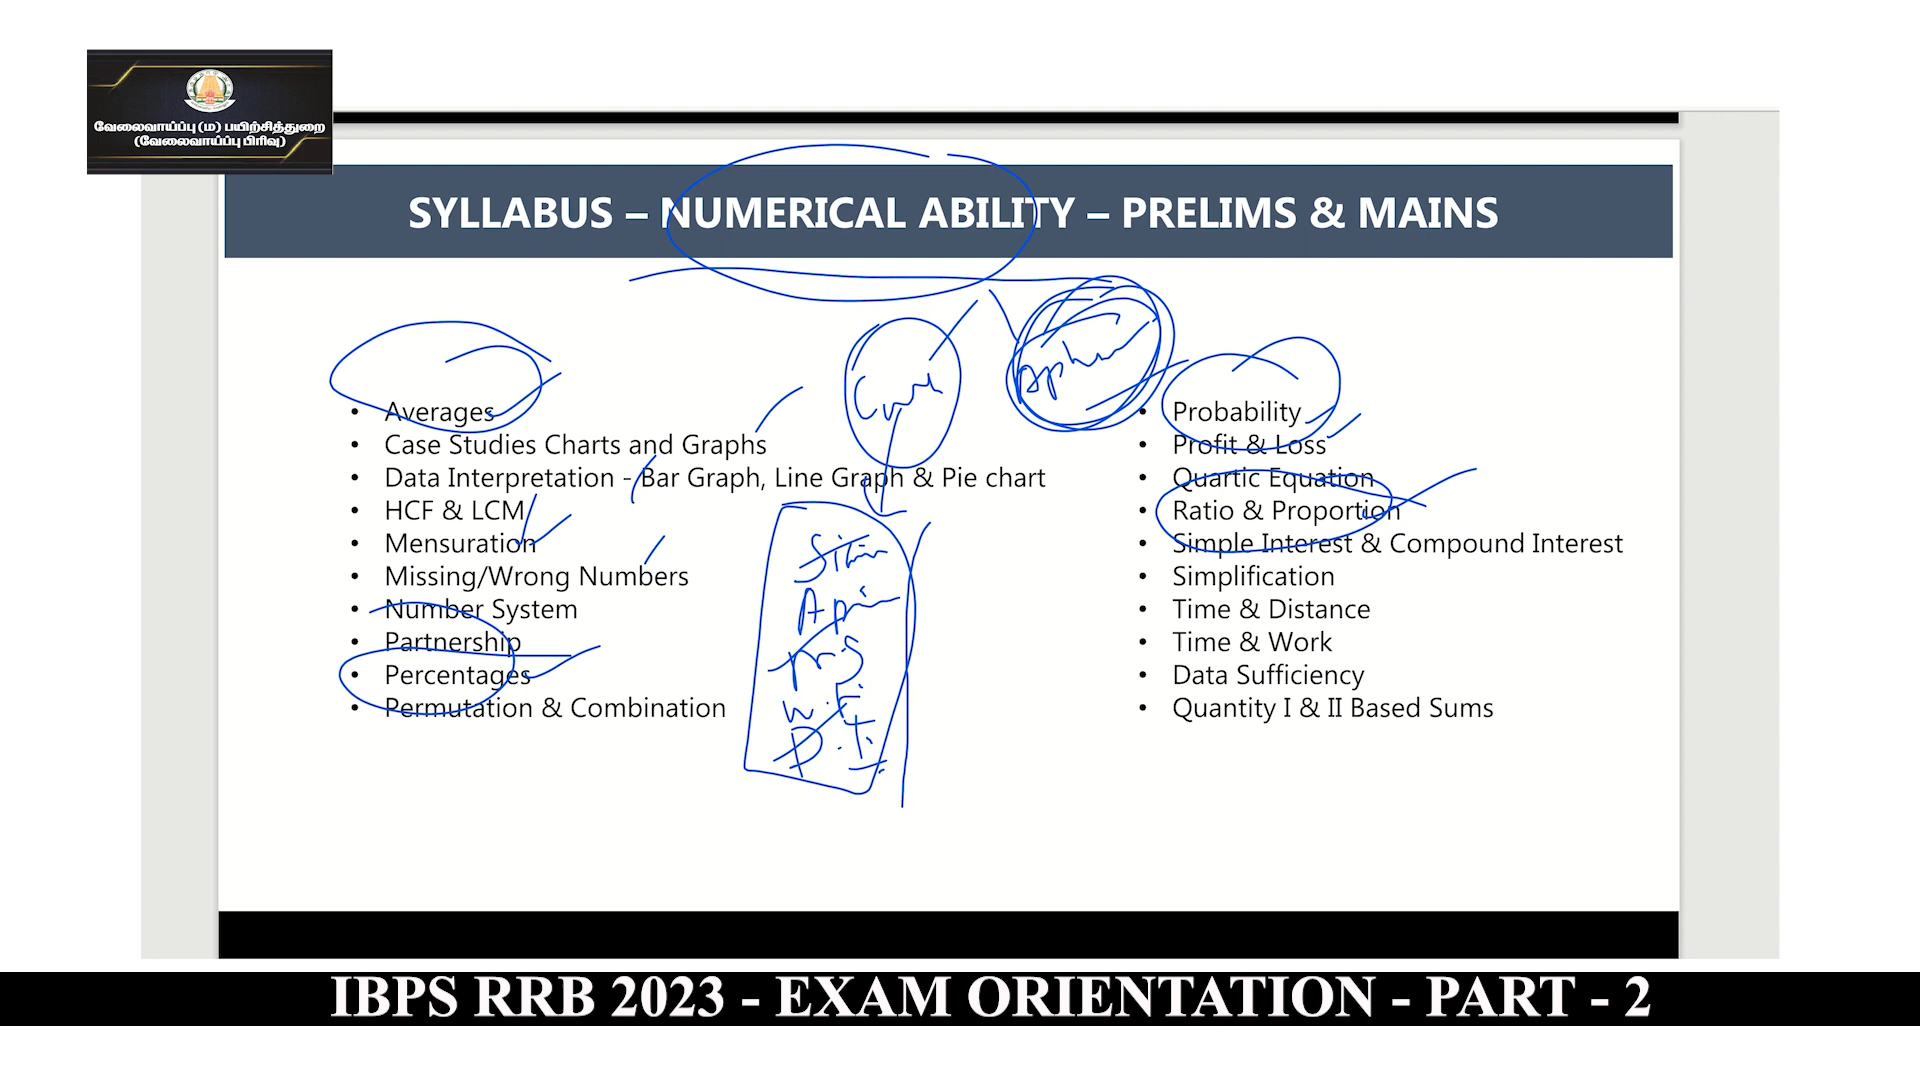 வேலைவாய்ப்பு (ம) பயிற்சித்துறை
(வேலைவாய்ப்பு பிரிவு)
SYLLABUS – NUMERICAL ABILITY – PRELIMS & MAINS
• Averages
• Case Studies Charts and Graphs
• Data Interpretation - Bar Graph, Line Graph & Pie chart
• HCF & LCM
• Mensuration
• Missing/Wrong Numbers
• Number System
• Partnership
• Percentages
• Permutation & Combination
• Probability
• Profit & Loss
• Quartic Equation
• Ratio & Proportion
• Simple Interest & Compound Interest
• Simplification
• Time & Distance
• Time & Work
• Data Sufficiency
• Quantity I & II Based Sums
IBPS RRB 2023 - EXAM ORIENTATION - PART - 2